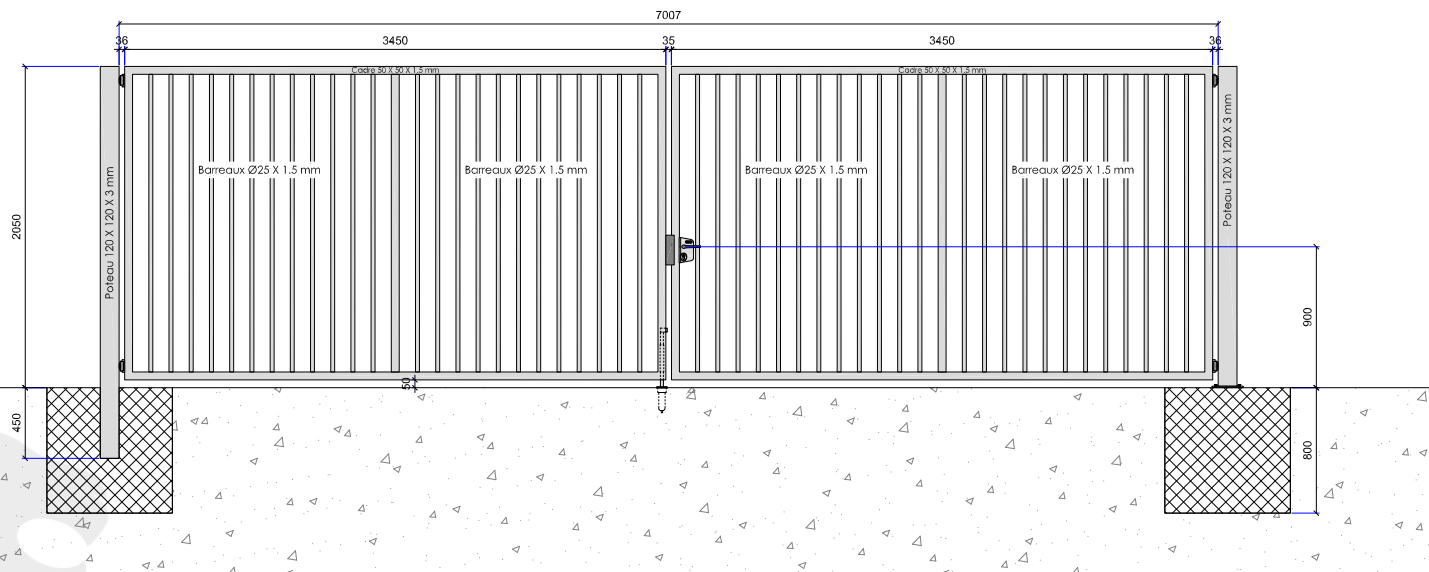 7007
36
3450
35
3450
36
Cadre 50 X 50 X 1.5 mm
Cadre 50 X 50 X 1.5 mm
Barreaux Ø25 X 1.5 mm
Barreaux Ø25 X 1.5 mm
Barreaux Ø25 X 1.5 mm
Barreaux Ø25 X 1.5 mm
Poteau 120 X 120 X 3 mm
Poteau 120 X 120 X 3 mm
2050
900
50
450
800